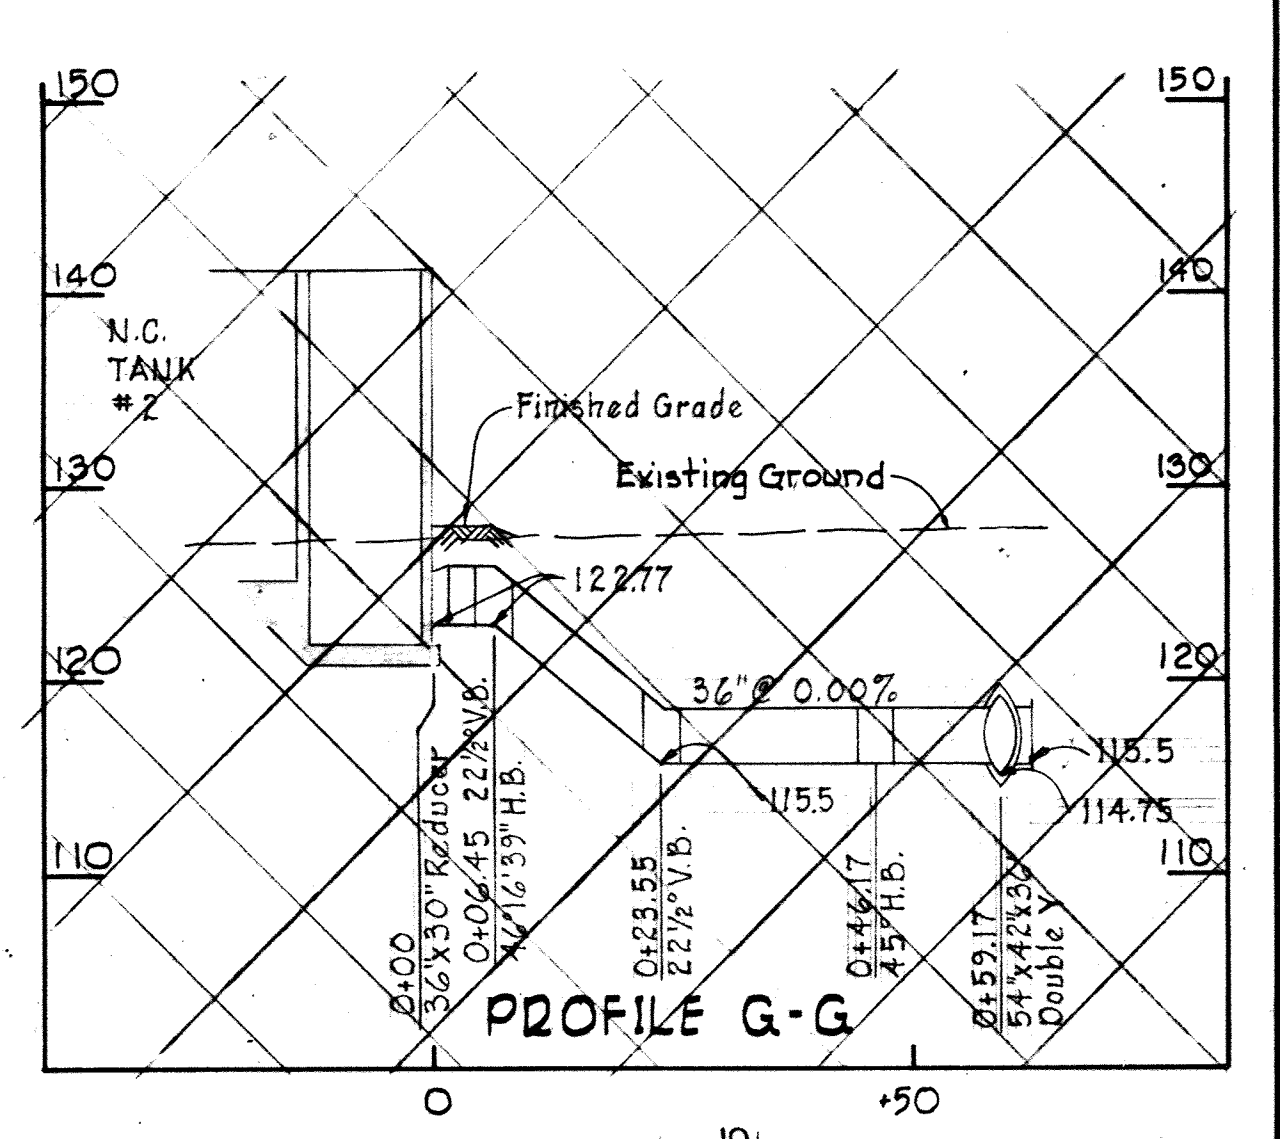 150
150
140
140
N.C.
TANK
#2
Finished Grade
130
Existing Ground
130
122.77
120
36"@ 0.00%
120
115.5
115.5
114.75
110
110
0+00
36"x30" Reducer
0+06.45 22½° V.B.
46°16'39" H.B.
0+23.55
22½° V.B.
0+46.17
45° H.B.
0+59.17
54"x42"x36"
Double Y
PROFILE G-G
0
+50